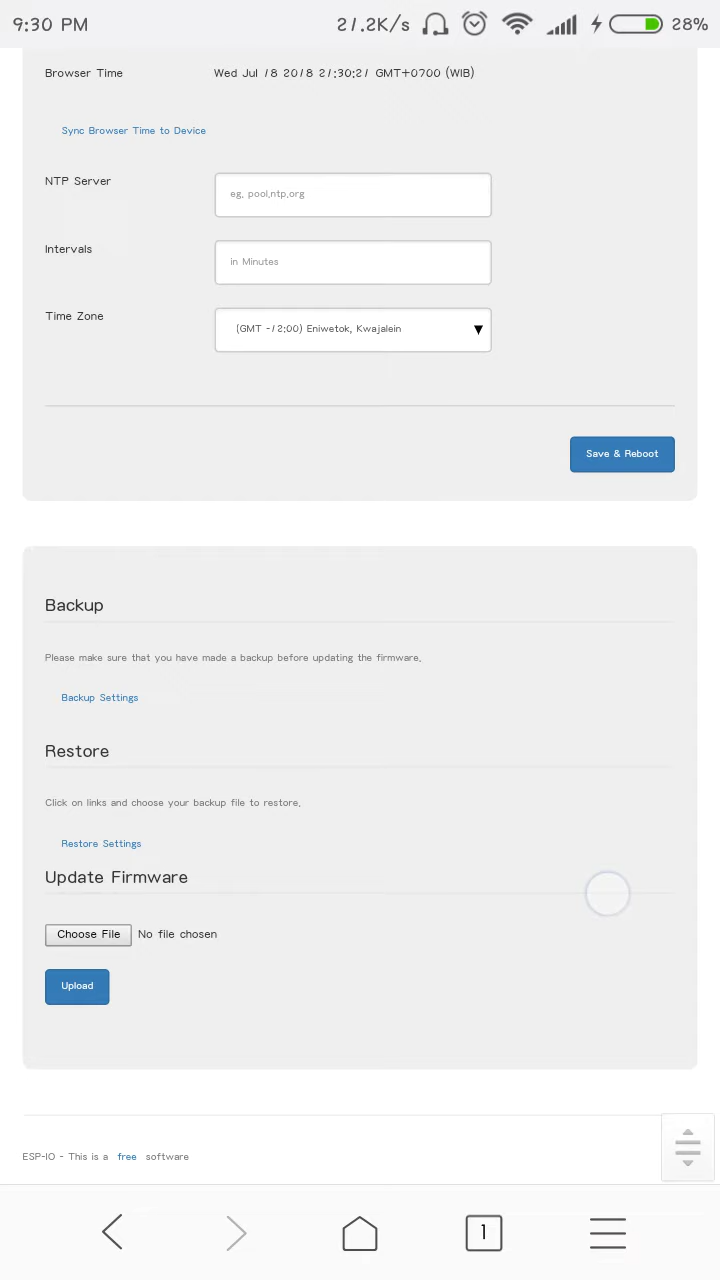 9:30 PM 21.2K/s 28%
Browser Time Wed Jul 18 2018 21:30:21 GMT+0700 (WIB)
Sync Browser Time to Device
NTP Server eg. pool.ntp.org
Intervals in Minutes
Time Zone (GMT -12:00) Eniwetok, Kwajalein
Save & Reboot
Backup
Please make sure that you have made a backup before updating the firmware.
Backup Settings
Restore
Click on links and choose your backup file to restore.
Restore Settings
Update Firmware
Choose File No file chosen
Upload
ESP-IO - This is a free software
1